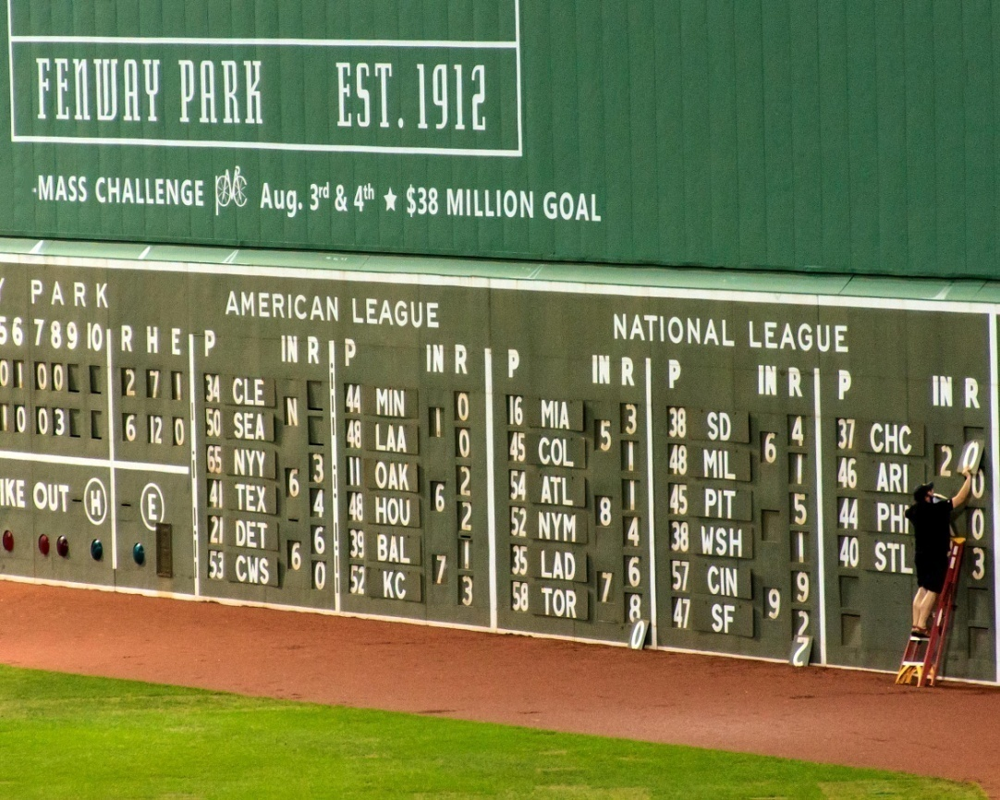 FENWAY PARK EST. 1912
-MASS CHALLENGE Aug. 3rd & 4th ★ $38 MILLION GOAL
Y PARK
AMERICAN LEAGUE
NATIONAL LEAGUE
5 6 7 8 9 10 R H E
0 1 0 0 2 7 1
1 0 0 3 6 12 0
IKE OUT H E
P IN R
34 CLE N
50 SEA
65 NYY 6 3
41 TEX 4
21 DET 6 6
53 CWS 0
P IN R
44 MIN 1 0
48 LAA 0
11 OAK 6 2
48 HOU 2
39 BAL 7 1
52 KC 3
P IN R
16 MIA 5 3
45 COL 1
54 ATL 8 1
52 NYM 4
35 LAD 7 6
58 TOR 8
0
P IN R
38 SD 6 4
48 MIL 1
45 PIT 5
38 WSH 1
57 CIN 9 9
47 SF 2
2
P IN R
37 CHC 2 0
46 ARI 0
44 PHI 0
40 STL 3